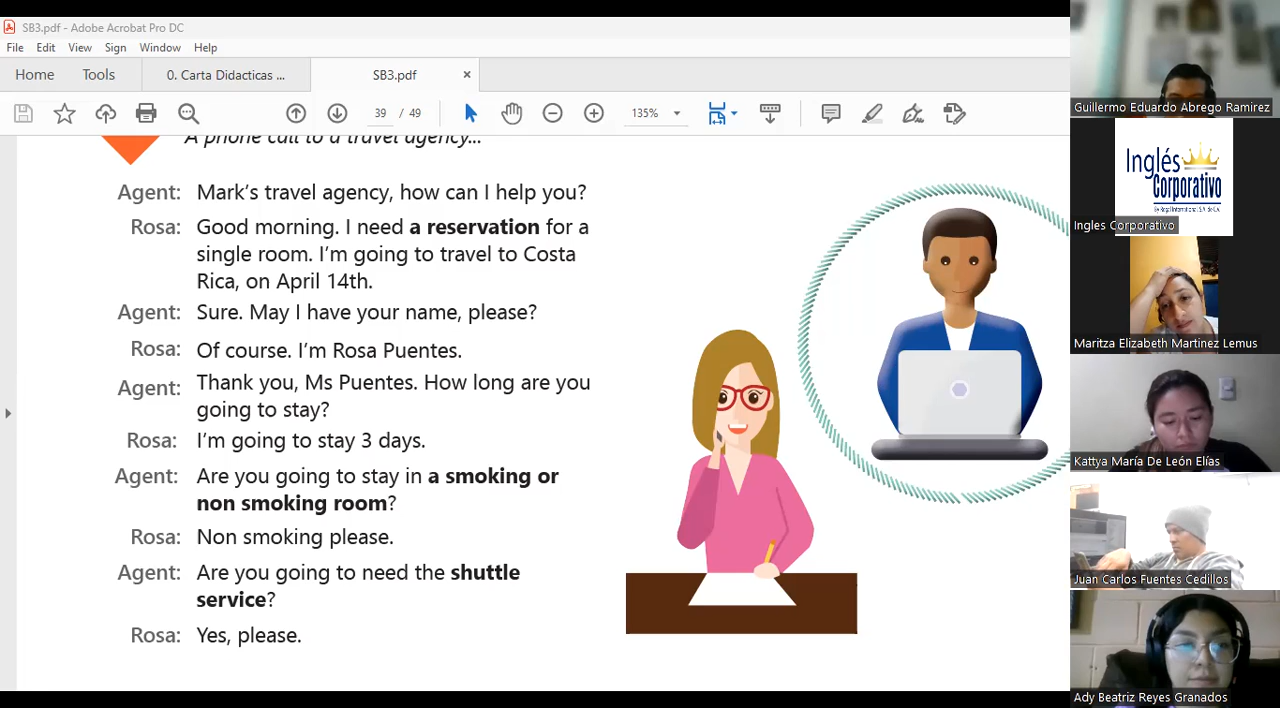 SB3.pdf - Adobe Acrobat Pro DC
File Edit View Sign Window Help
Home Tools 0. Carta Didacticas ... SB3.pdf ×
39 / 49 135%
A phone call to a travel agency...
Agent: Mark's travel agency, how can I help you?
Rosa: Good morning. I need a reservation for a
single room. I'm going to travel to Costa
Rica, on April 14th.
Agent: Sure. May I have your name, please?
Rosa: Of course. I'm Rosa Puentes.
Agent: Thank you, Ms Puentes. How long are you
going to stay?
Rosa: I'm going to stay 3 days.
Agent: Are you going to stay in a smoking or
non smoking room?
Rosa: Non smoking please.
Agent: Are you going to need the shuttle
service?
Rosa: Yes, please.
Guillermo Eduardo Abrego Ramirez
Inglés
Corporativo
Ingles Corporativo
Maritza Elizabeth Martinez Lemus
Kattya María De León Elías
Juan Carlos Fuentes Cedillos
Ady Beatriz Reyes Granados